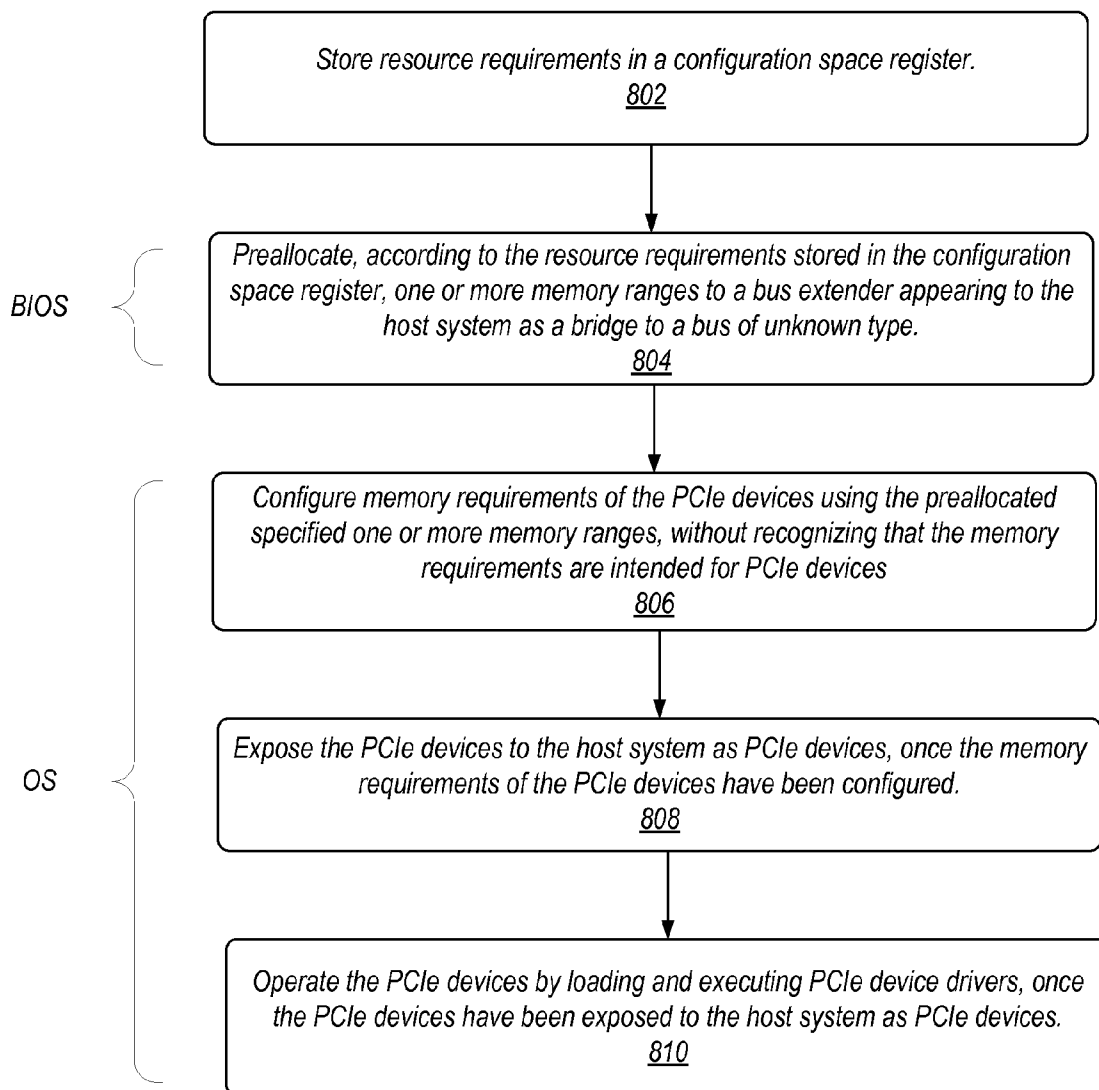 Store resource requirements in a configuration space register.
802
BIOS
Preallocate, according to the resource requirements stored in the configuration
space register, one or more memory ranges to a bus extender appearing to the
host system as a bridge to a bus of unknown type.
804
OS
Configure memory requirements of the PCIe devices using the preallocated
specified one or more memory ranges, without recognizing that the memory
requirements are intended for PCIe devices
806
Expose the PCIe devices to the host system as PCIe devices, once the memory
requirements of the PCIe devices have been configured.
808
Operate the PCIe devices by loading and executing PCIe device drivers, once
the PCIe devices have been exposed to the host system as PCIe devices.
810